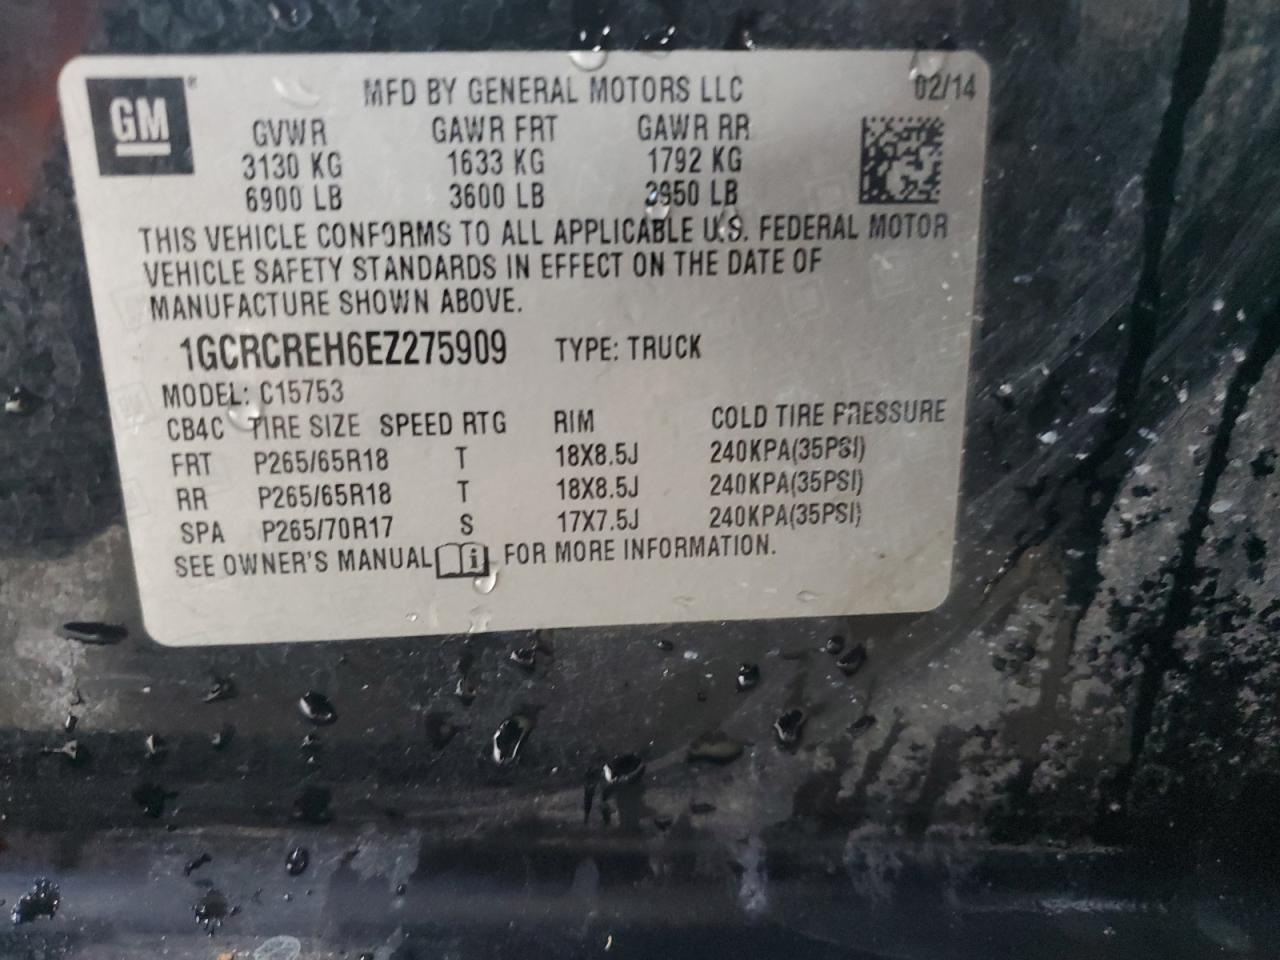 GM® MFD BY GENERAL MOTORS LLC 02/14
GVWR GAWR FRT GAWR RR
3130 KG 1633 KG 1792 KG
6900 LB 3600 LB 3950 LB
THIS VEHICLE CONFORMS TO ALL APPLICABLE U.S. FEDERAL MOTOR
VEHICLE SAFETY STANDARDS IN EFFECT ON THE DATE OF
MANUFACTURE SHOWN ABOVE.
1GCRCREH6EZ275909 TYPE: TRUCK
MODEL: C15753
CB4C TIRE SIZE SPEED RTG RIM COLD TIRE PRESSURE
FRT P265/65R18 T 18X8.5J 240KPA(35PSI)
RR P265/65R18 T 18X8.5J 240KPA(35PSI)
SPA P265/70R17 S 17X7.5J 240KPA(35PSI)
SEE OWNER'S MANUAL i FOR MORE INFORMATION.